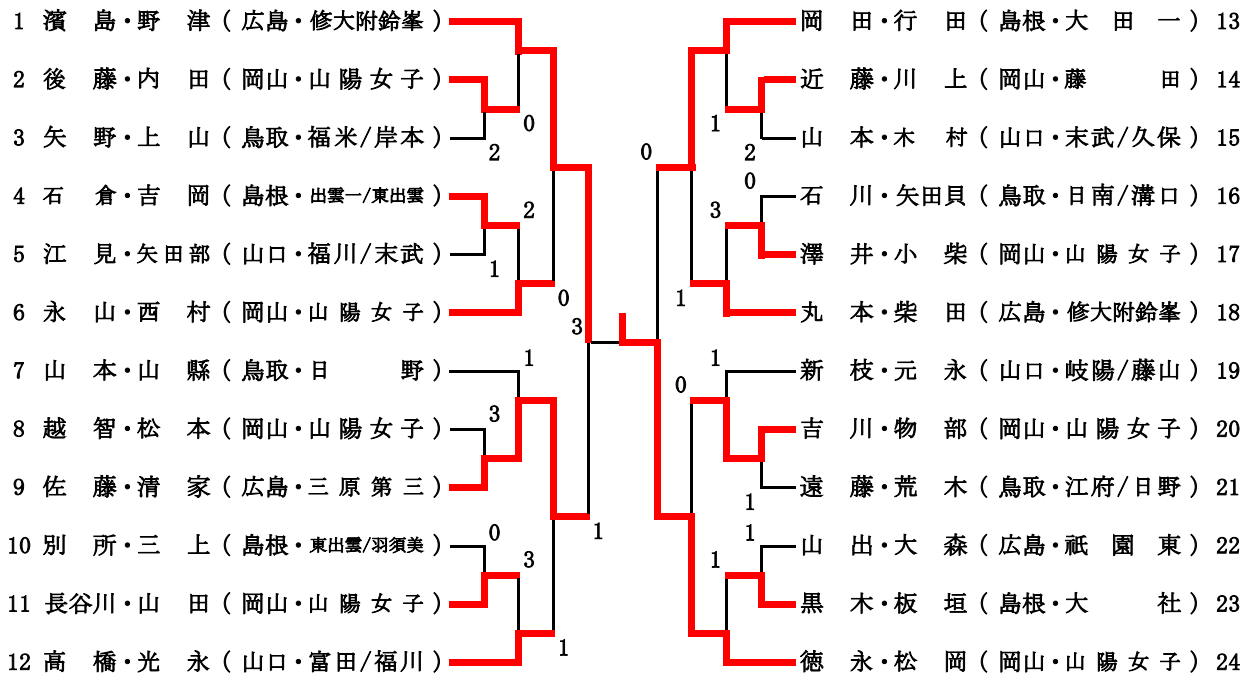 1 濱　島・野　津 ( 広島・修大附鈴峯 )
2 後　藤・内　田 ( 岡山・山陽女子 )
3 矢　野・上　山 ( 鳥取・福米/岸本 )
4 石　倉・吉　岡 ( 島根・出雲一/東出雲 )
5 江　見・矢田部 ( 山口・福川/末武 )
6 永　山・西　村 ( 岡山・山陽女子 )
7 山　本・山　縣 ( 鳥取・日　　野 )
8 越　智・松　本 ( 岡山・山陽女子 )
9 佐　藤・清　家 ( 広島・三原第三 )
10 別　所・三　上 ( 島根・東出雲/羽須美 )
11 長谷川・山　田 ( 岡山・山陽女子 )
12 高　橋・光　永 ( 山口・富田/福川 )
0
2
2
1
0
3
1
3
0
3
1
1
岡　田・行　田 ( 島根・大田一 ) 13
近　藤・川　上 ( 岡山・藤　　田 ) 14
山　本・木　村 ( 山口・末武/久保 ) 15
石　川・矢田貝 ( 鳥取・日南/溝口 ) 16
澤　井・小　柴 ( 岡山・山陽女子 ) 17
丸　本・柴　田 ( 広島・修大附鈴峯 ) 18
新　枝・元　永 ( 山口・岐陽/藤山 ) 19
吉　川・物　部 ( 岡山・山陽女子 ) 20
遠　藤・荒　木 ( 鳥取・江府/日野 ) 21
山　出・大　森 ( 広島・祇園東 ) 22
黒　木・板　垣 ( 島根・大　　社 ) 23
徳　永・松　岡 ( 岡山・山陽女子 ) 24
1
0
2
0
3
1
1
0
1
1
1